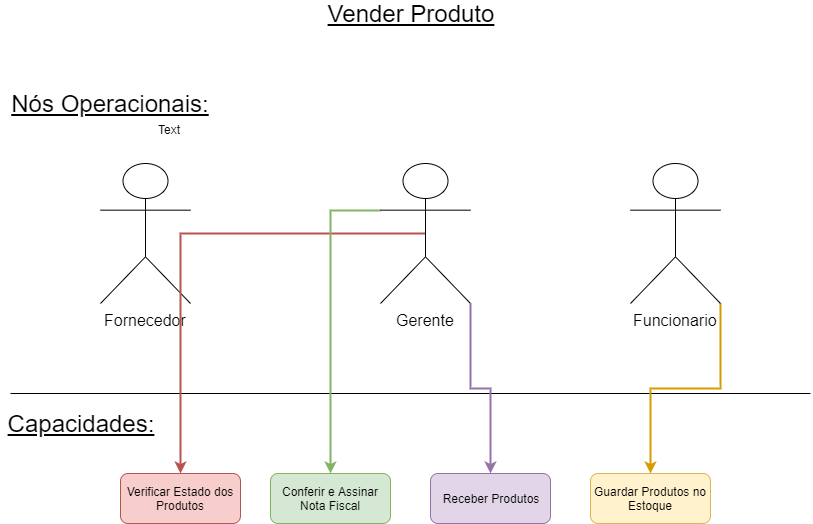 Vender Produto
Nós Operacionais:
Text
Fornecedor
Gerente
Funcionario
Capacidades:
Verificar Estado dos
Produtos
Conferir e Assinar
Nota Fiscal
Receber Produtos
Guardar Produtos no
Estoque